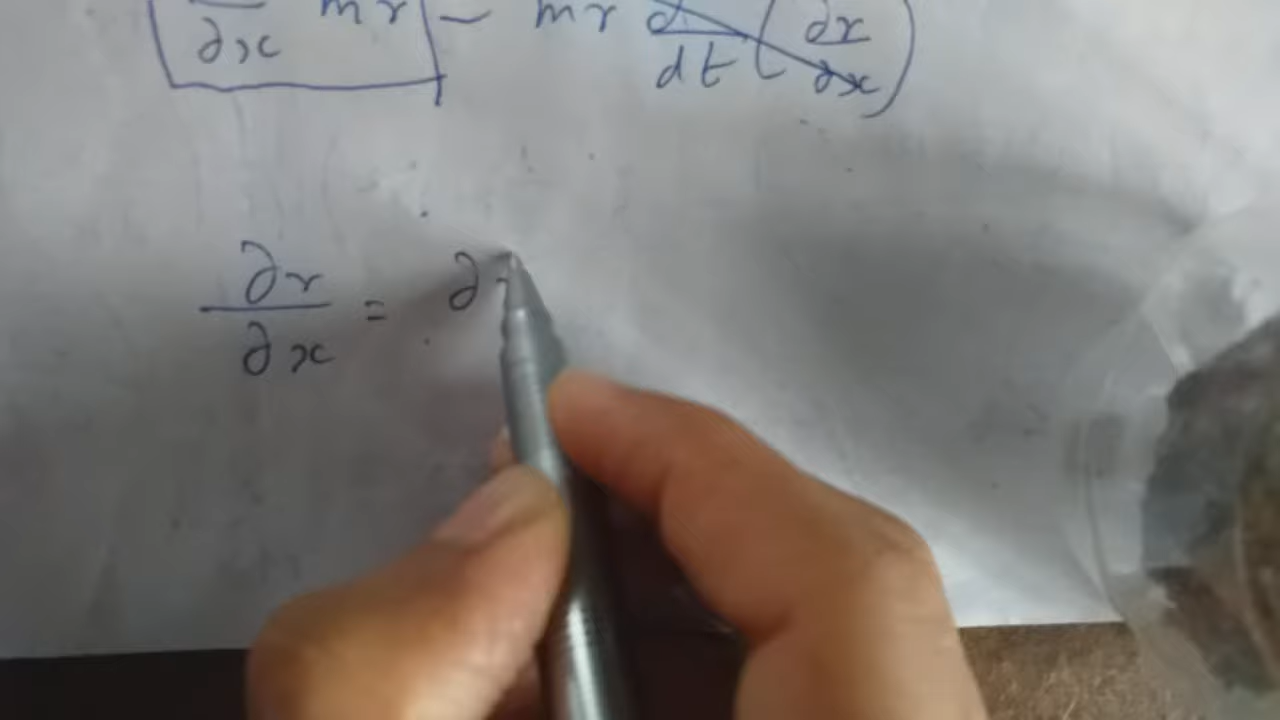 ∂x mr − mr d/dt (∂r/∂x)
∂r/∂x = ∂